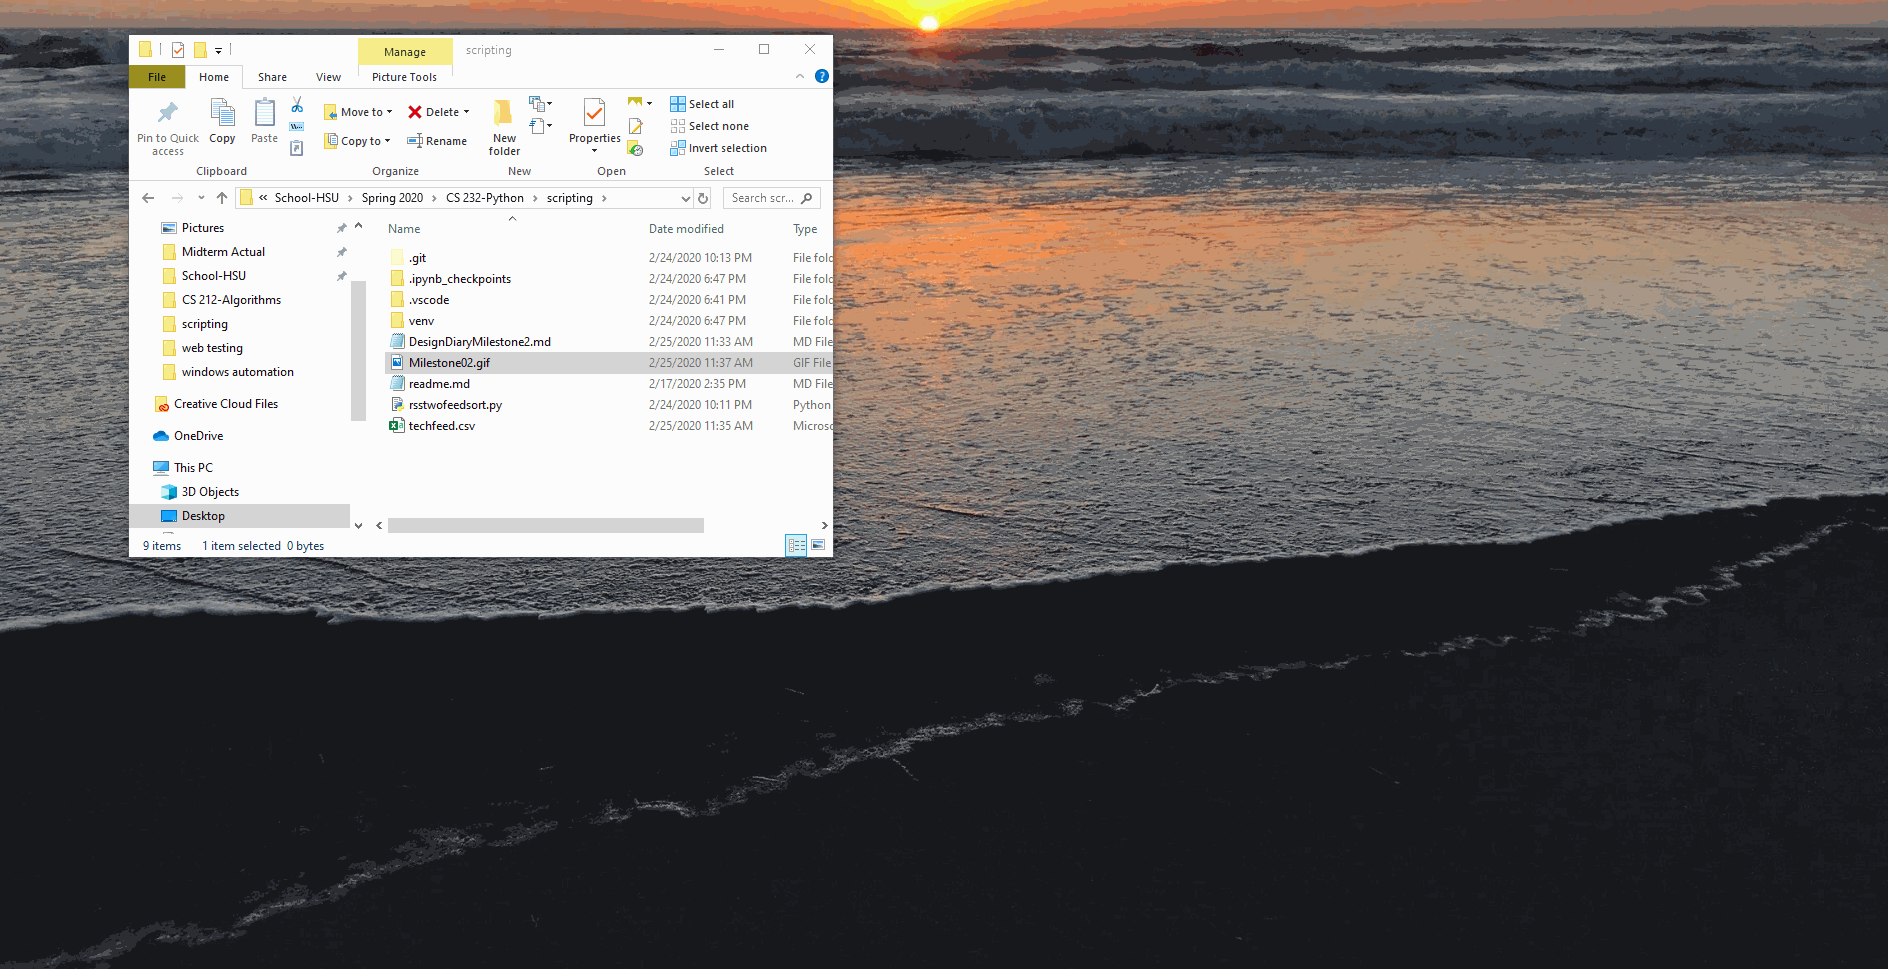 Manage scripting
File Home Share View Picture Tools
Pin to Quick access Copy Paste Move to Copy to Delete Rename New folder Properties Select all Select none Invert selection
Clipboard Organize New Open Select
« School-HSU > Spring 2020 > CS 232-Python > scripting > Search scr...
Name Date modified Type
Pictures
Midterm Actual
School-HSU
CS 212-Algorithms
scripting
web testing
windows automation
Creative Cloud Files
OneDrive
This PC
3D Objects
Desktop
.git 2/24/2020 10:13 PM File fold
.ipynb_checkpoints 2/24/2020 6:47 PM File fold
.vscode 2/24/2020 6:41 PM File fold
venv 2/24/2020 6:47 PM File fold
DesignDiaryMilestone2.md 2/25/2020 11:33 AM MD File
Milestone02.gif 2/25/2020 11:37 AM GIF File
readme.md 2/17/2020 2:35 PM MD File
rsstwofeedsort.py 2/24/2020 10:11 PM Python
techfeed.csv 2/25/2020 11:35 AM Microso
9 items 1 item selected 0 bytes